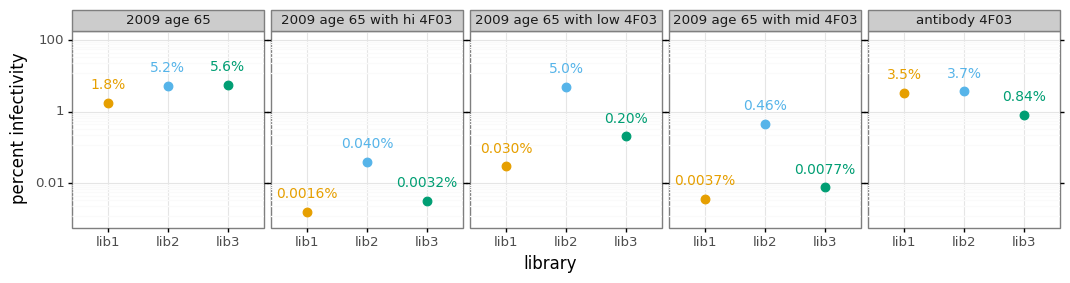 2009 age 65
2009 age 65 with hi 4F03
2009 age 65 with low 4F03
2009 age 65 with mid 4F03
antibody 4F03
percent infectivity
100
1
0.01
1.8%
5.2%
5.6%
0.0016%
0.040%
0.0032%
0.030%
5.0%
0.20%
0.0037%
0.46%
0.0077%
3.5%
3.7%
0.84%
lib1 lib2 lib3
lib1 lib2 lib3
lib1 lib2 lib3
lib1 lib2 lib3
lib1 lib2 lib3
library